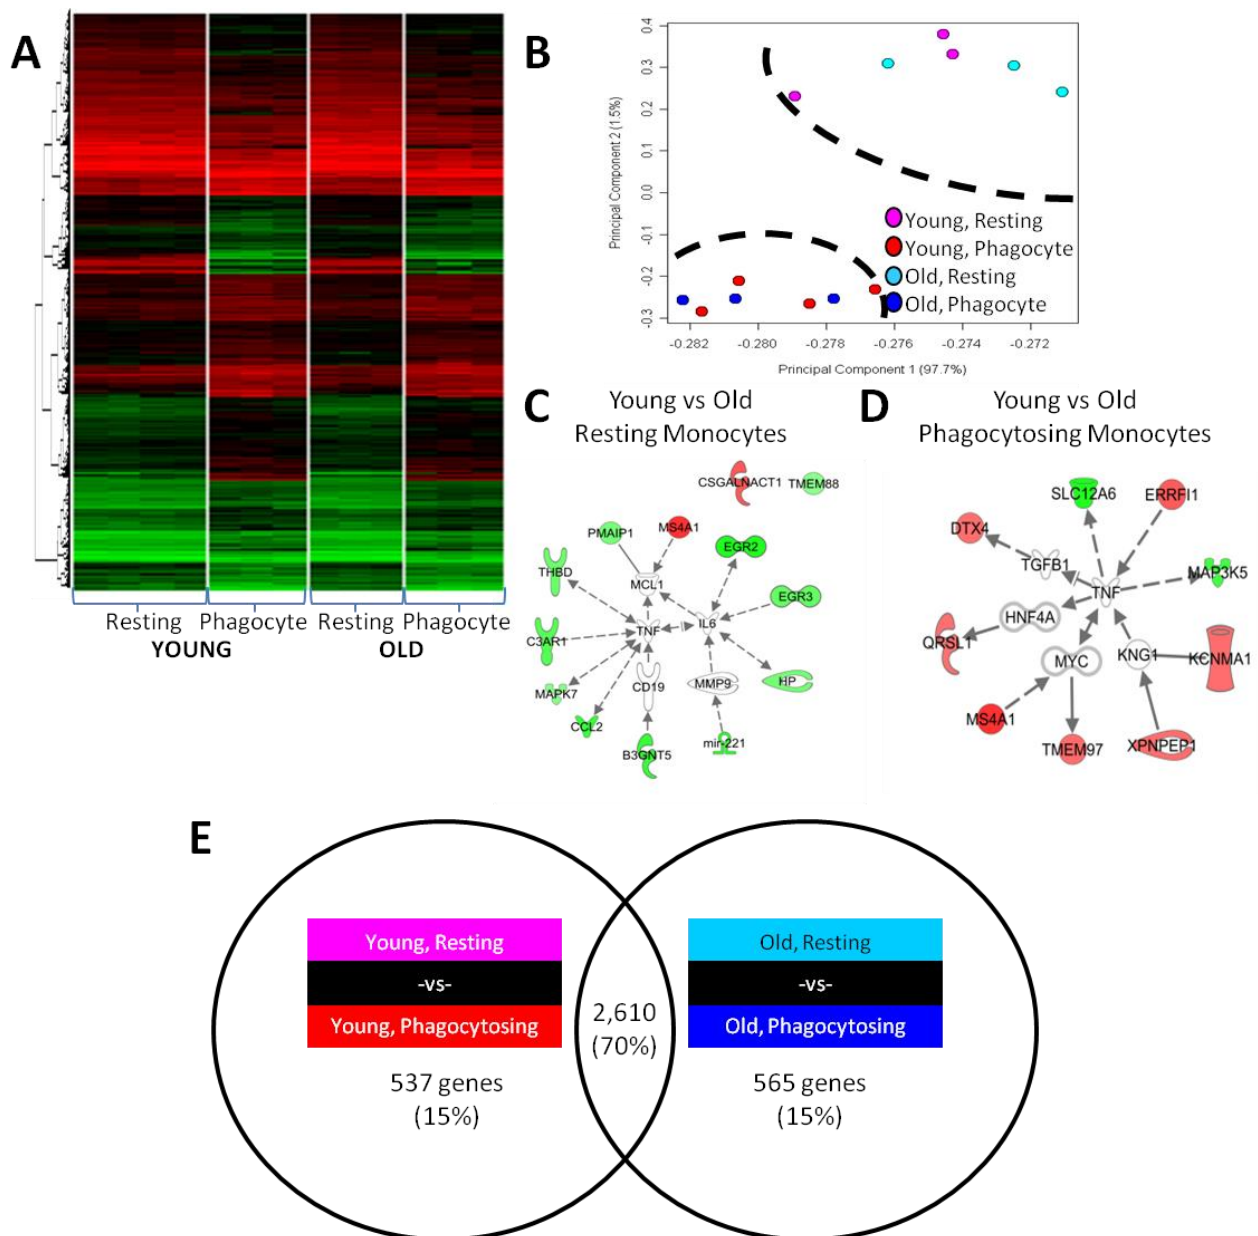 A
Resting Phagocyte Resting Phagocyte
YOUNG OLD
B
Principal Component 2 (1.5%)
0.4
0.3
0.2
0.1
0.0
-0.1
-0.2
-0.3
Young, Resting
Young, Phagocyte
Old, Resting
Old, Phagocyte
-0.282 -0.280 -0.278 -0.276 -0.274 -0.272
Principal Component 1 (97.7%)
C
Young vs Old
Resting Monocytes
CSGALNACT1 TMEM88
PMAIP1 MS4A1
EGR2
THBD
MCL1
EGR3
TNF IL6
C3AR1
CD19 MMP9 HP
MAPK7
CCL2
mir-221
B3GNT5
D
Young vs Old
Phagocytosing Monocytes
SLC12A6 ERRFI1
DTX4
TGFB1
MAP3K5
TNF
HNF4A
QRSL1
MYC KNG1 KCNMA1
MS4A1
TMEM97 XPNPEP1
E
Young, Resting
-vs-
Young, Phagocytosing
537 genes
(15%)
2,610
(70%)
Old, Resting
-vs-
Old, Phagocytosing
565 genes
(15%)